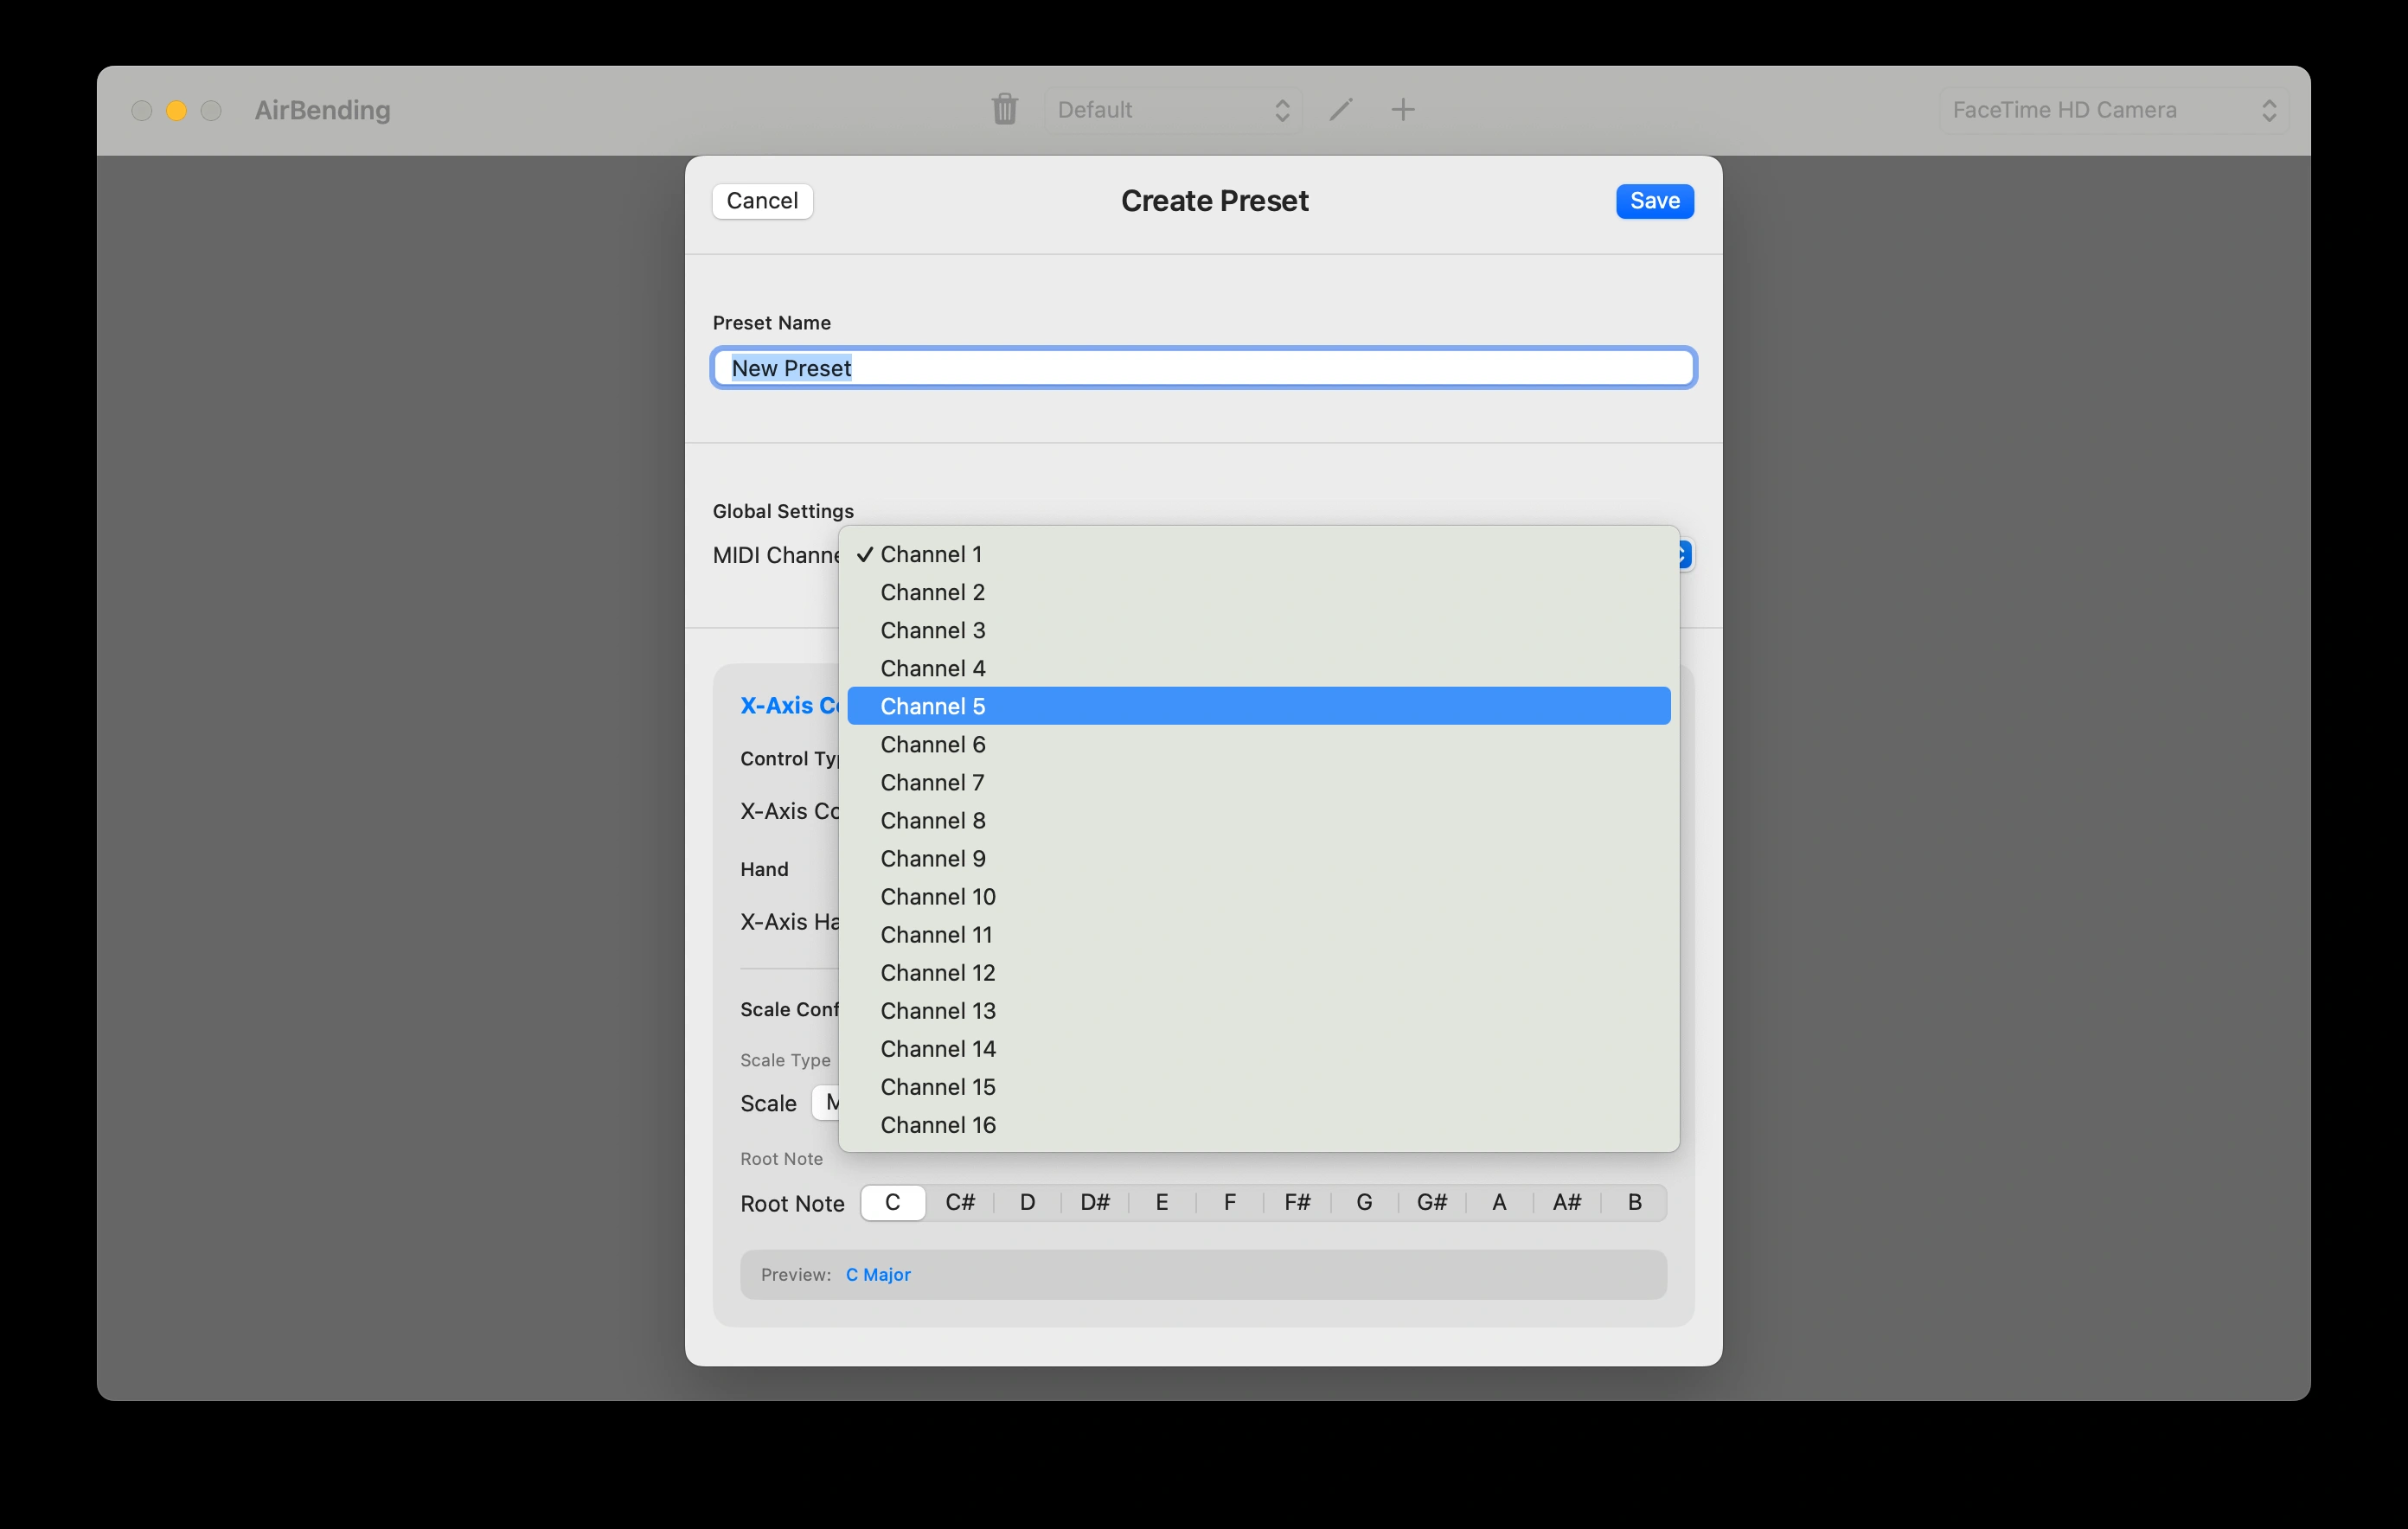 AirBending
Default
FaceTime HD Camera
Cancel
Create Preset
Save
Preset Name
New Preset
Global Settings
MIDI Channe
✓ Channel 1
Channel 2
Channel 3
Channel 4
Channel 5
Channel 6
Channel 7
Channel 8
Channel 9
Channel 10
Channel 11
Channel 12
Channel 13
Channel 14
Channel 15
Channel 16
X-Axis Co
Control Typ
X-Axis Co
Hand
X-Axis Ha
Scale Conf
Scale Type
Scale M
Root Note
Root Note C C# D D# E F F# G G# A A# B
Preview: C Major